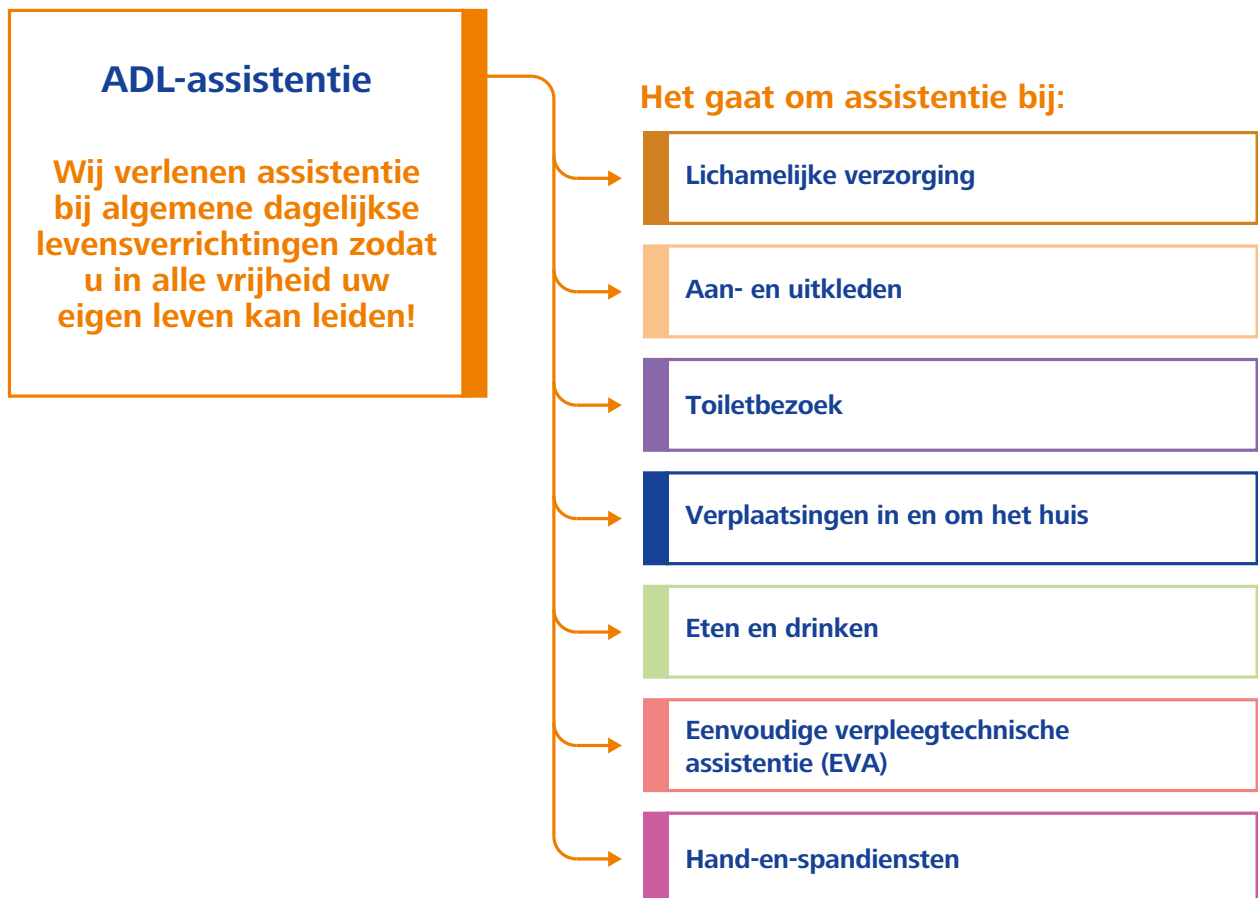 ADL-assistentie
Wij verlenen assistentie
bij algemene dagelijkse
levensverrichtingen zodat
u in alle vrijheid uw
eigen leven kan leiden!
Het gaat om assistentie bij:
Lichamelijke verzorging
Aan- en uitkleden
Toiletbezoek
Verplaatsingen in en om het huis
Eten en drinken
Eenvoudige verpleegtechnische
assistentie (EVA)
Hand-en-spandiensten